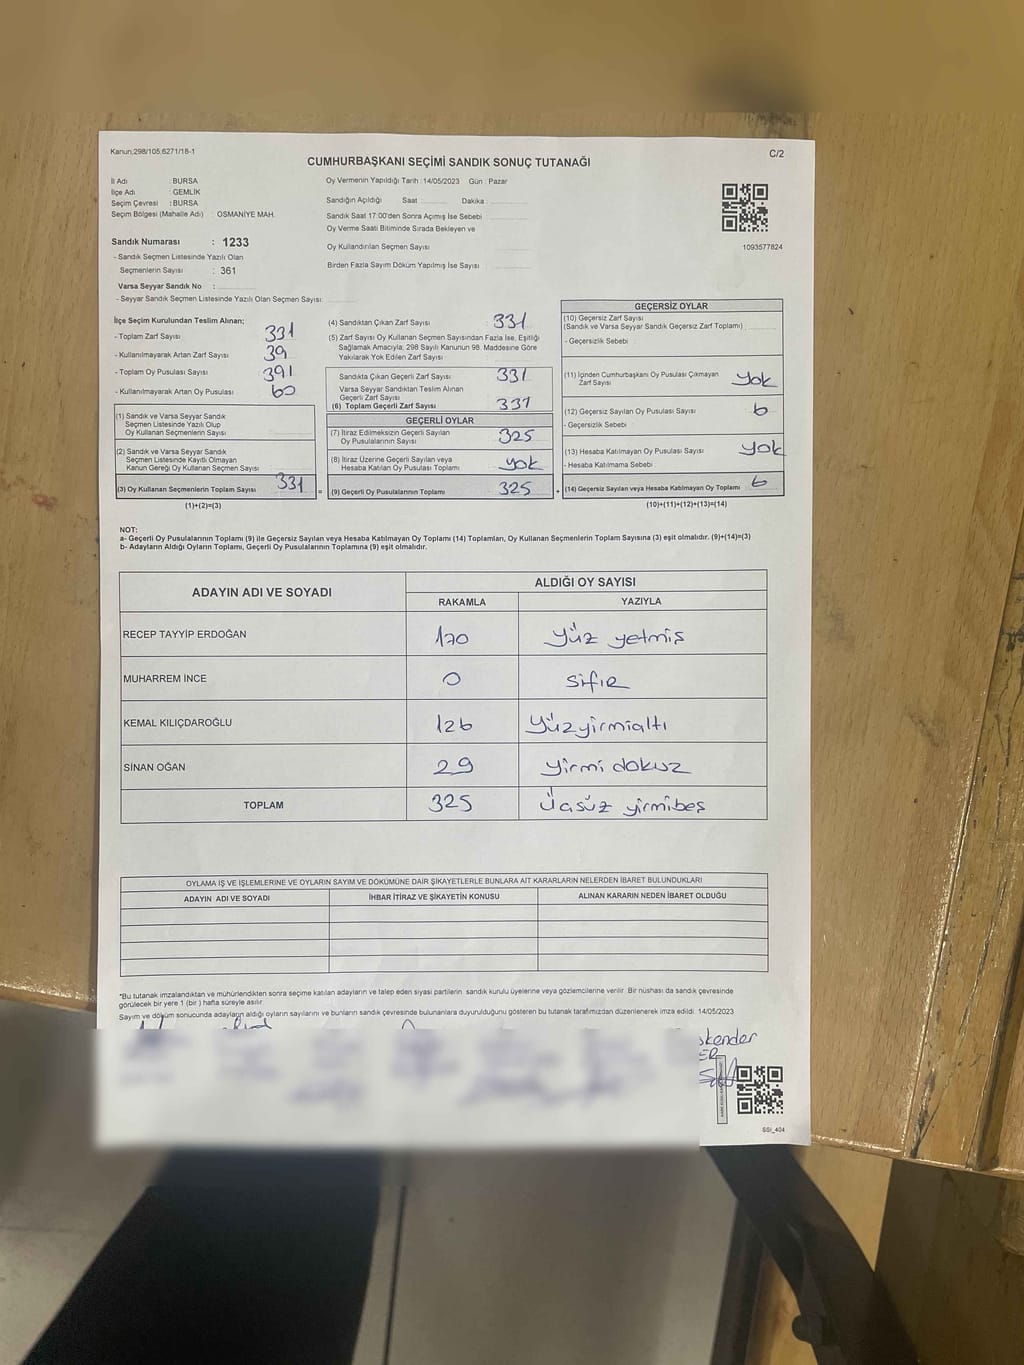 Kanun,298/105.6271/18-1
C/2
CUMHURBAŞKANI SEÇİMİ SANDIK SONUÇ TUTANAĞI
İl Adı : BURSA
İlçe Adı : GEMLİK
Seçim Çevresi : BURSA
Seçim Bölgesi (Mahalle Adı) : OSMANİYE MAH.
Oy Vermenin Yapıldığı Tarih : 14/05/2023 Gün : Pazar
Sandığın Açıldığı Saat Dakika
Sandık Saat 17:00'den Sonra Açımış İse Sebebi
Oy Verme Saati Bitiminde Sırada Bekleyen ve
Oy Kullandırılan Seçmen Sayısı
Birden Fazla Sayım Döküm Yapılmış İse Sayısı
1093577824
Sandık Numarası : 1233
- Sandık Seçmen Listesinde Yazılı Olan
Seçmenlerin Sayısı : 361
Varsa Seyyar Sandık No :
- Seyyar Sandık Seçmen Listesinde Yazılı Olan Seçmen Sayısı:
İlçe Seçim Kurulundan Teslim Alınan;
- Toplam Zarf Sayısı 331
- Kullanılmayarak Artan Zarf Sayısı 39
- Toplam Oy Pusulası Sayısı 391
- Kullanılmayarak Artan Oy Pusulası 60
(1) Sandık ve Varsa Seyyar Sandık
Seçmen Listesinde Yazılı Olup
Oy Kullanan Seçmenlerin Sayısı
(2) Sandık ve Varsa Seyyar Sandık
Seçmen Listesinde Kayıtlı Olmayan
Kanun Gereği Oy Kullanan Seçmen Sayısı
(3) Oy Kullanan Seçmenlerin Toplam Sayısı 331
(1)+(2)=(3)
(4) Sandıktan Çıkan Zarf Sayısı : 331
(5) Zarf Sayısı Oy Kullanan Seçmen Sayısından Fazla İse, Eşitliği
Sağlamak Amacıyla; 298 Sayılı Kanunun 98. Maddesine Göre
Yakılarak Yok Edilen Zarf Sayısı
Sandıkta Çıkan Geçerli Zarf Sayısı 331
Varsa Seyyar Sandıktan Teslim Alınan
Geçerli Zarf Sayısı
(6) Toplam Geçerli Zarf Sayısı 331
GEÇERLİ OYLAR
(7) İtiraz Edilmeksizin Geçerli Sayılan
Oy Pusulalarının Sayısı 325
(8) İtiraz Üzerine Geçerli Sayılan veya
Hesaba Katılan Oy Pusulası Toplamı yok
= (9) Geçerli Oy Pusulalarının Toplamı 325 +
GEÇERSİZ OYLAR
(10) Geçersiz Zarf Sayısı
(Sandık ve Varsa Seyyar Sandık Geçersiz Zarf Toplamı)
- Geçersizlik Sebebi
(11) İçinden Cumhurbaşkanı Oy Pusulası Çıkmayan
Zarf Sayısı Yok
(12) Geçersiz Sayılan Oy Pusulası Sayısı 6
- Geçersizlik Sebebi
(13) Hesaba Katılmayan Oy Pusulası Sayısı Yok
- Hesaba Katılmama Sebebi
(14) Geçersiz Sayılan veya Hesaba Katılmayan Oy Toplamı 6
(10)+(11)+(12)+(13)=(14)
NOT:
a- Geçerli Oy Pusulasının Toplamı (9) ile Geçersiz Sayılan veya Hesaba Katılmayan Oy Toplamı (14) Toplamları, Oy Kullanan Seçmenlerin Toplam Sayısına (3) eşit olmalıdır. (9)+(14)=(3)
b- Adayların Aldığı Oyların Toplamı, Geçerli Oy Pusulalarının Toplamına (9) eşit olmalıdır.
ADAYIN ADI VE SOYADI
ALDIĞI OY SAYISI
RAKAMLA YAZIYLA
RECEP TAYYİP ERDOĞAN 170 Yüz yetmiş
MUHARREM İNCE 0 Sıfır
KEMAL KILIÇDAROĞLU 126 Yüzyirmialtı
SİNAN OĞAN 29 yirmi dokuz
TOPLAM 325 Üçsüz yirmibeş
OYLAMA İŞ VE İŞLEMLERİNE VE OYLARIN SAYIM VE DÖKÜMÜNE DAİR ŞİKAYETLERLE BUNLARA AİT KARARLARIN NELERDEN İBARET BULUNDUKLARI
ADAYIN ADI VE SOYADI İHBAR İTİRAZ VE ŞİKAYETİN KONUSU ALINAN KARARIN NEDEN İBARET OLDUĞU
*Bu tutanak imzalandıktan ve mühürlendikten sonra seçime katılan adayların ve talep eden siyasi partilerin sandık kurulu üyelerine veya gözlemcilerine verilir. Bir nüshası da sandık çevresinde
görülecek bir yere 1 (bir) hafta süreyle asılır.
Sayım ve döküm sonucunda adayların aldığı oyların sayılarını ve bunların sandık çevresinde bulunanlara duyurulduğunu gösteren bu tutanak tarafımızdan düzenlenerek imza edildi. 14/05/2023
skender
ER
SSİ_404